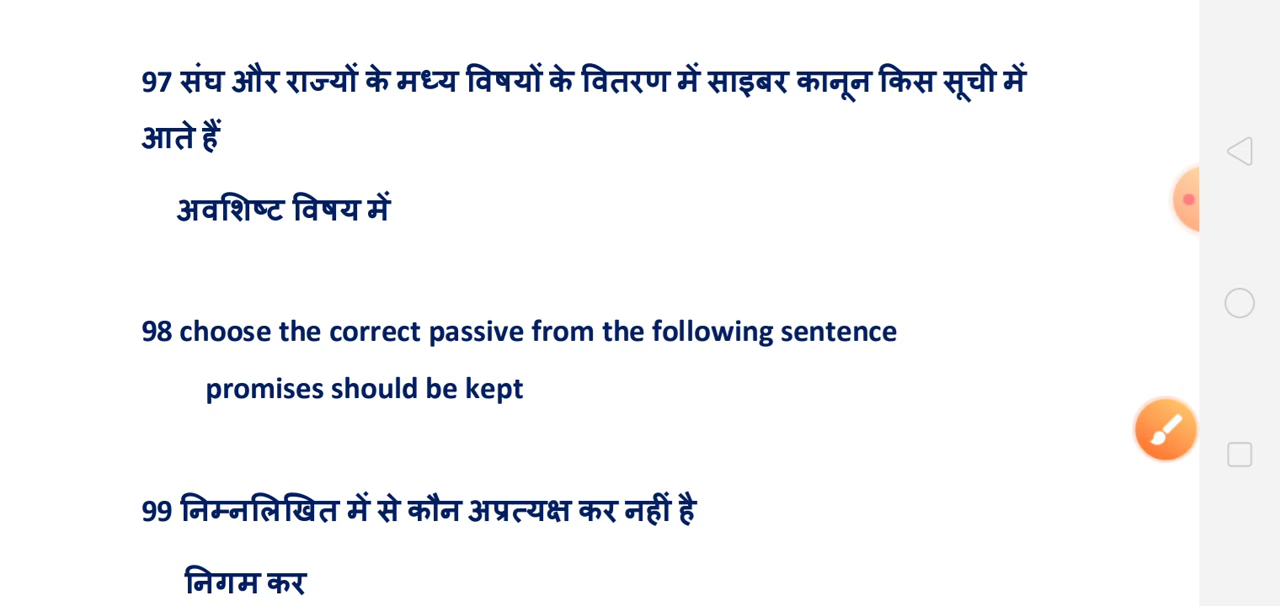 97 संघ और राज्यों के मध्य विषयों के वितरण में साइबर कानून किस सूची में
आते हैं
अवशिष्ट विषय में
98 choose the correct passive from the following sentence
promises should be kept
99 निम्नलिखित में से कौन अप्रत्यक्ष कर नहीं है
निगम कर